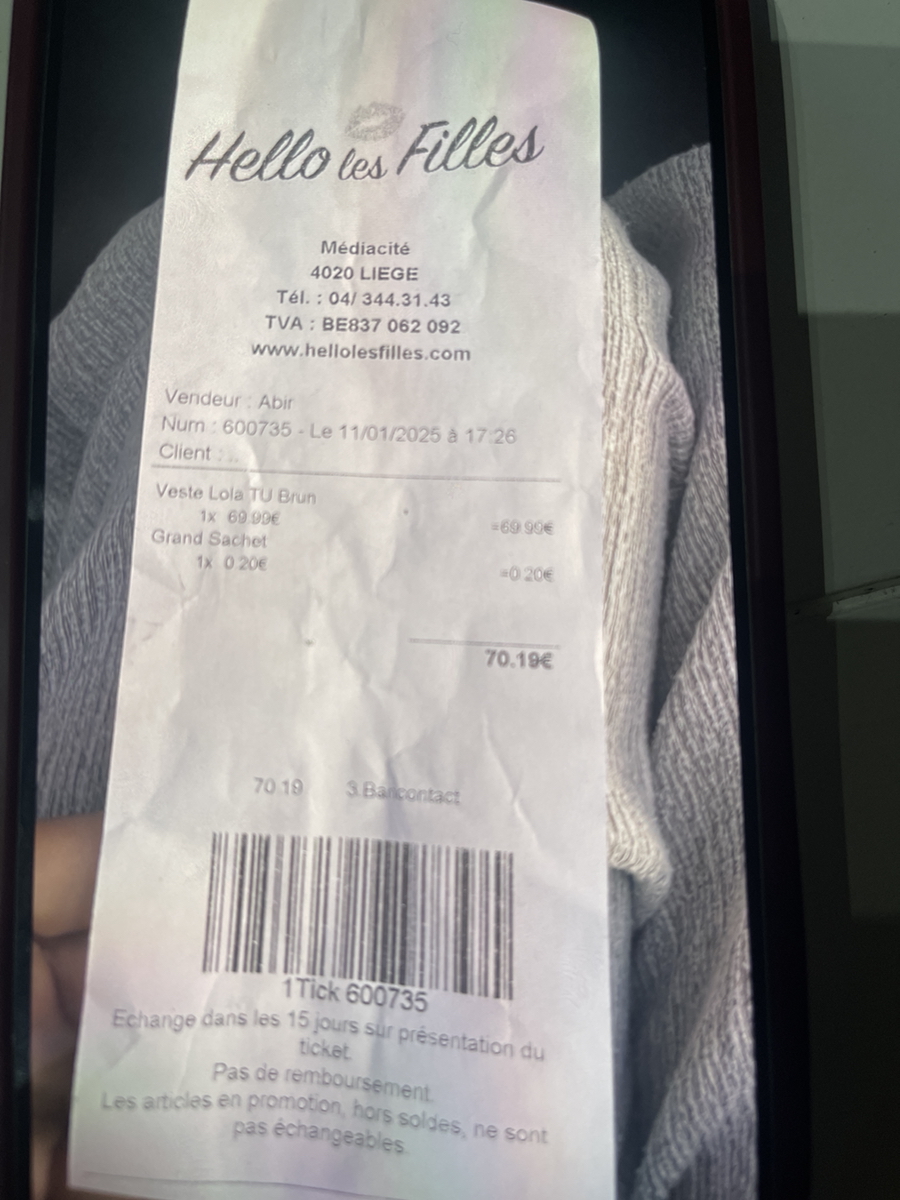 Hello les Filles
Médiacité
4020 LIEGE
Tél. : 04/ 344.31.43
TVA : BE837 062 092
www.hellolesfilles.com
Vendeur : Abir
Num : 600735 - Le 11/01/2025 à 17:26
Client : ..
Veste Lola TU Brun
1x 69.99€ =69.99€
Grand Sachet
1x 0.20€ =0.20€
70.19€
70.19 3.Bancontact
1Tick 600735
Echange dans les 15 jours sur présentation du
ticket.
Pas de remboursement.
Les articles en promotion, hors soldes, ne sont
pas échangeables.